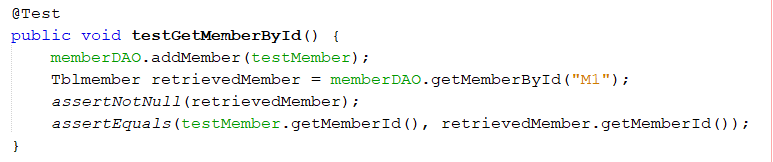 @Test
public void testGetMemberById() {
    memberDAO.addMember(testMember);
    Tblmember retrievedMember = memberDAO.getMemberById("M1");
    assertNotNull(retrievedMember);
    assertEquals(testMember.getMemberId(), retrievedMember.getMemberId());
}